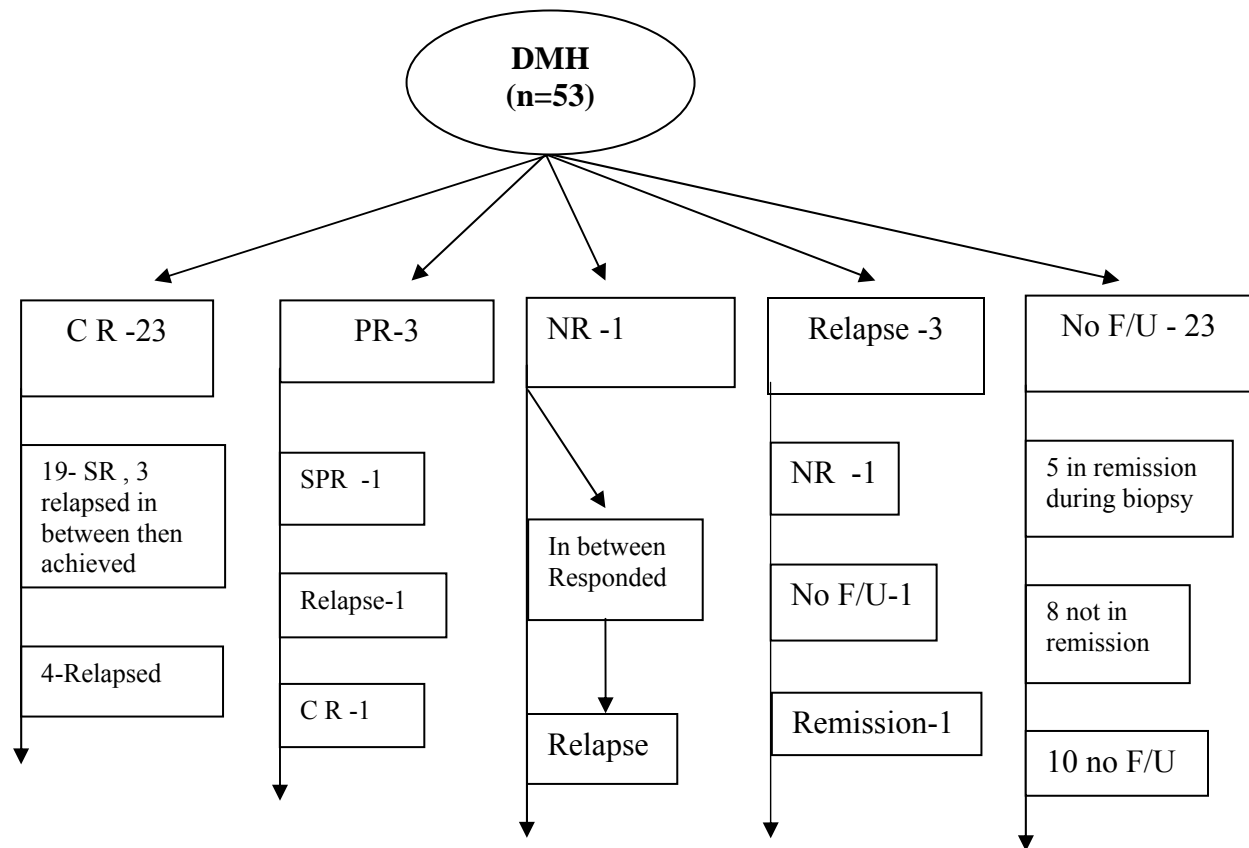 DMH
(n=53)
C R -23
PR-3
NR -1
Relapse -3
No F/U - 23
19- SR , 3
relapsed in
between then
achieved
4-Relapsed
SPR -1
Relapse-1
C R -1
In between
Responded
Relapse
NR -1
No F/U-1
Remission-1
5 in remission
during biopsy
8 not in
remission
10 no F/U